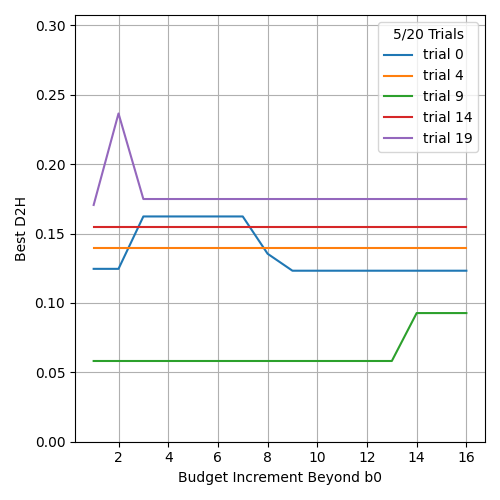 5/20 Trials
trial 0
trial 4
trial 9
trial 14
trial 19
0.30
0.25
0.20
0.15
0.10
0.05
0.00
Best D2H
2 4 6 8 10 12 14 16
Budget Increment Beyond b0